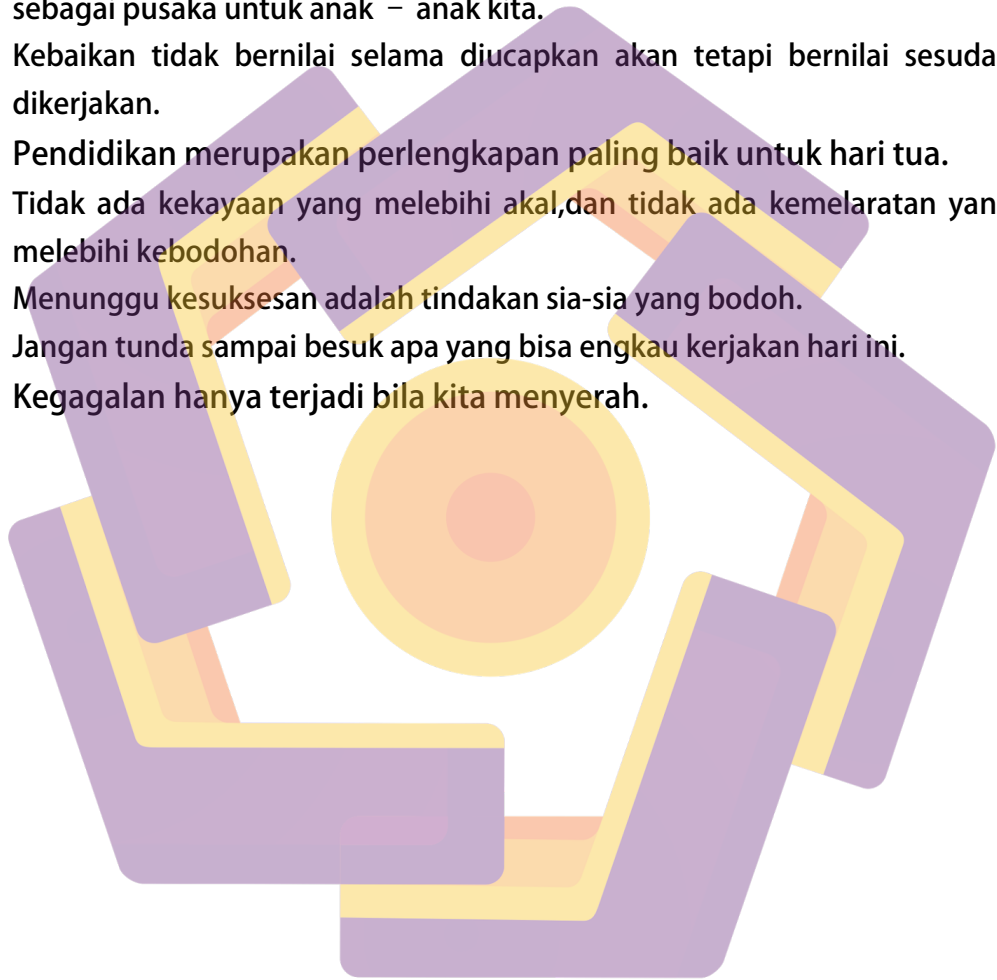 sebagai pusaka untuk anak – anak kita.
Kebaikan tidak bernilai selama diucapkan akan tetapi bernilai sesuda
dikerjakan.
Pendidikan merupakan perlengkapan paling baik untuk hari tua.
Tidak ada kekayaan yang melebihi akal,dan tidak ada kemelaratan yan
melebihi kebodohan.
Menunggu kesuksesan adalah tindakan sia-sia yang bodoh.
Jangan tunda sampai besuk apa yang bisa engkau kerjakan hari ini.
Kegagalan hanya terjadi bila kita menyerah.